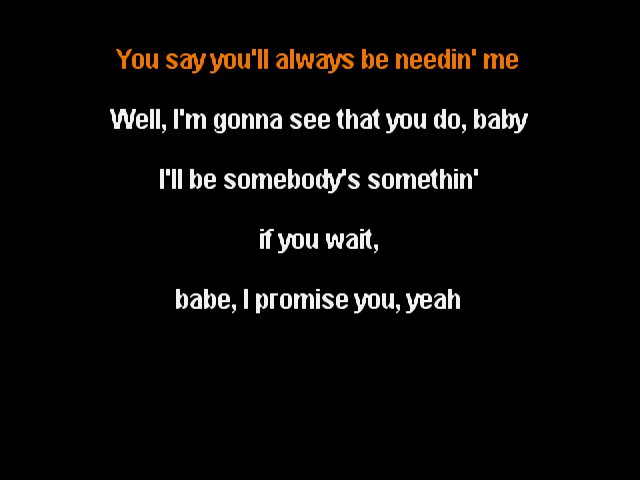 You say you'll always be needin' me
Well, I'm gonna see that you do, baby
I'll be somebody's somethin'
if you wait,
babe, I promise you, yeah